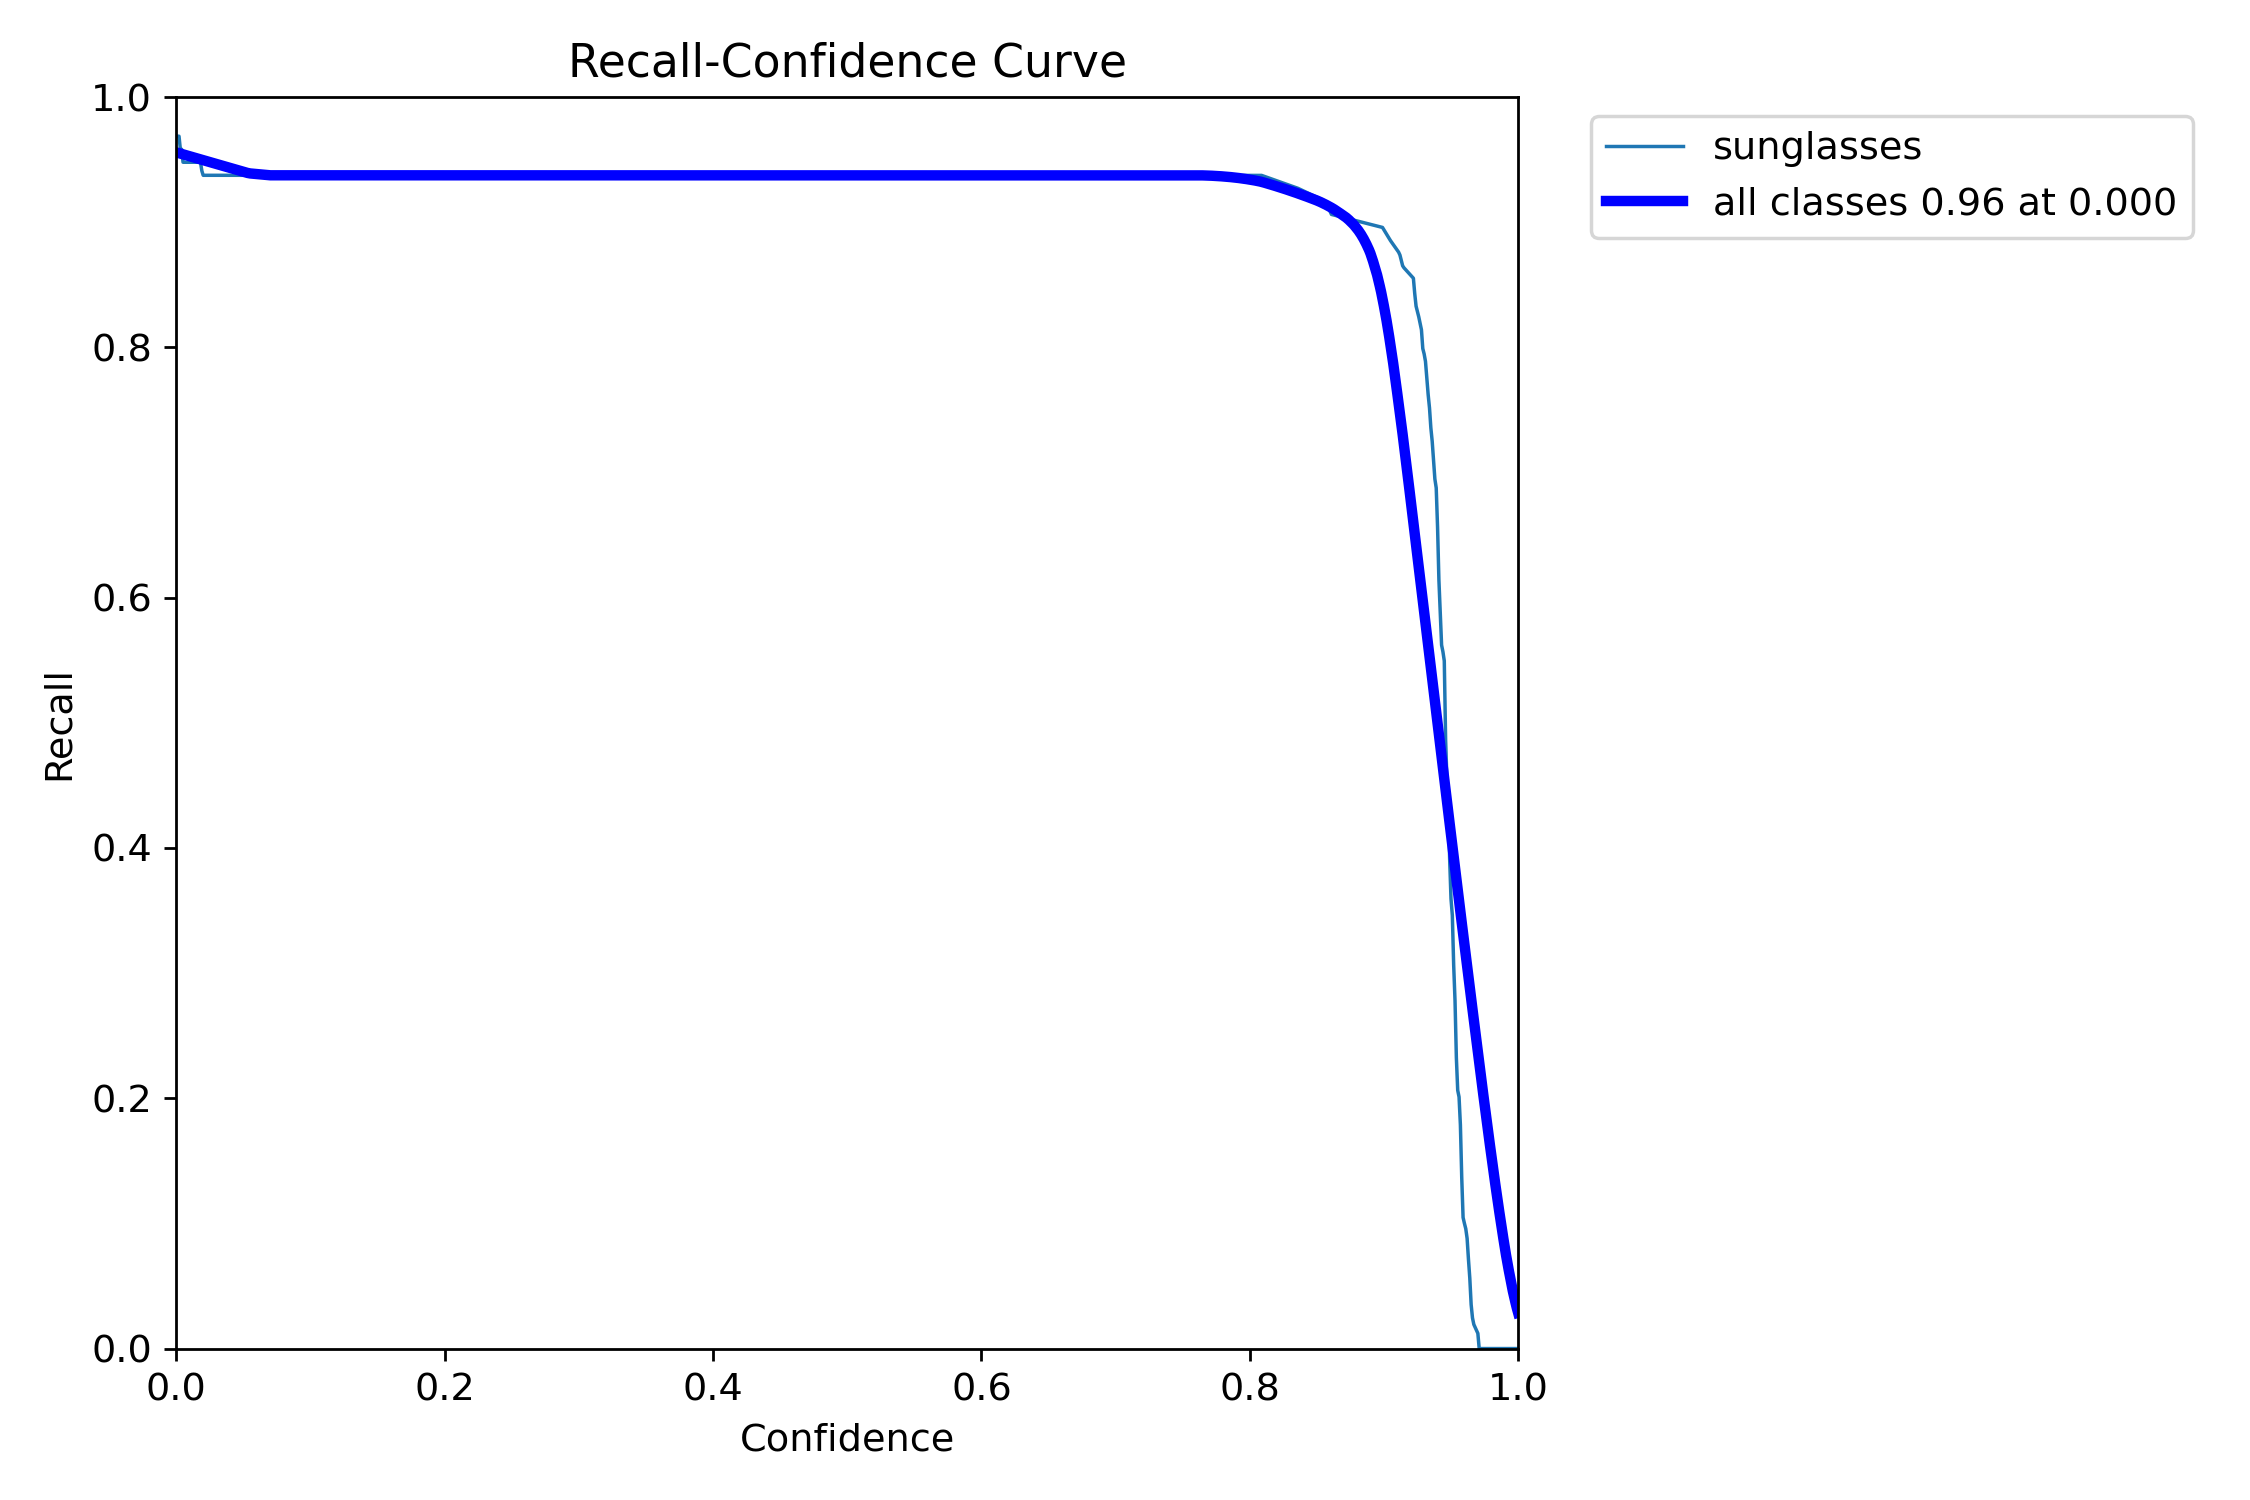 Recall-Confidence Curve
1.0
0.8
0.6
0.4
0.2
0.0
Recall
0.0 0.2 0.4 0.6 0.8 1.0
Confidence
sunglasses
all classes 0.96 at 0.000